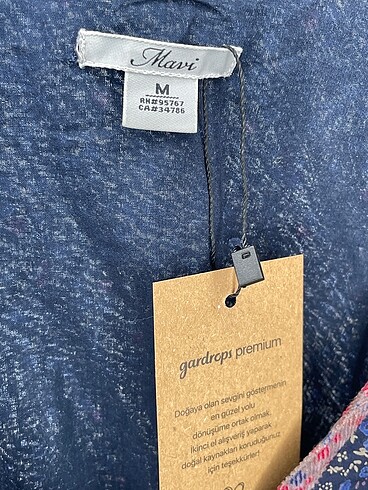 Mavi
M
RN#95767
CA#34786
gardrops premium
Doğaya olan sevgini göstermenin
en güzel yolu
dönüşüme ortak olmak.
İkinci el alışveriş yaparak
doğal kaynakları koruduğunuz
için teşekkürler!